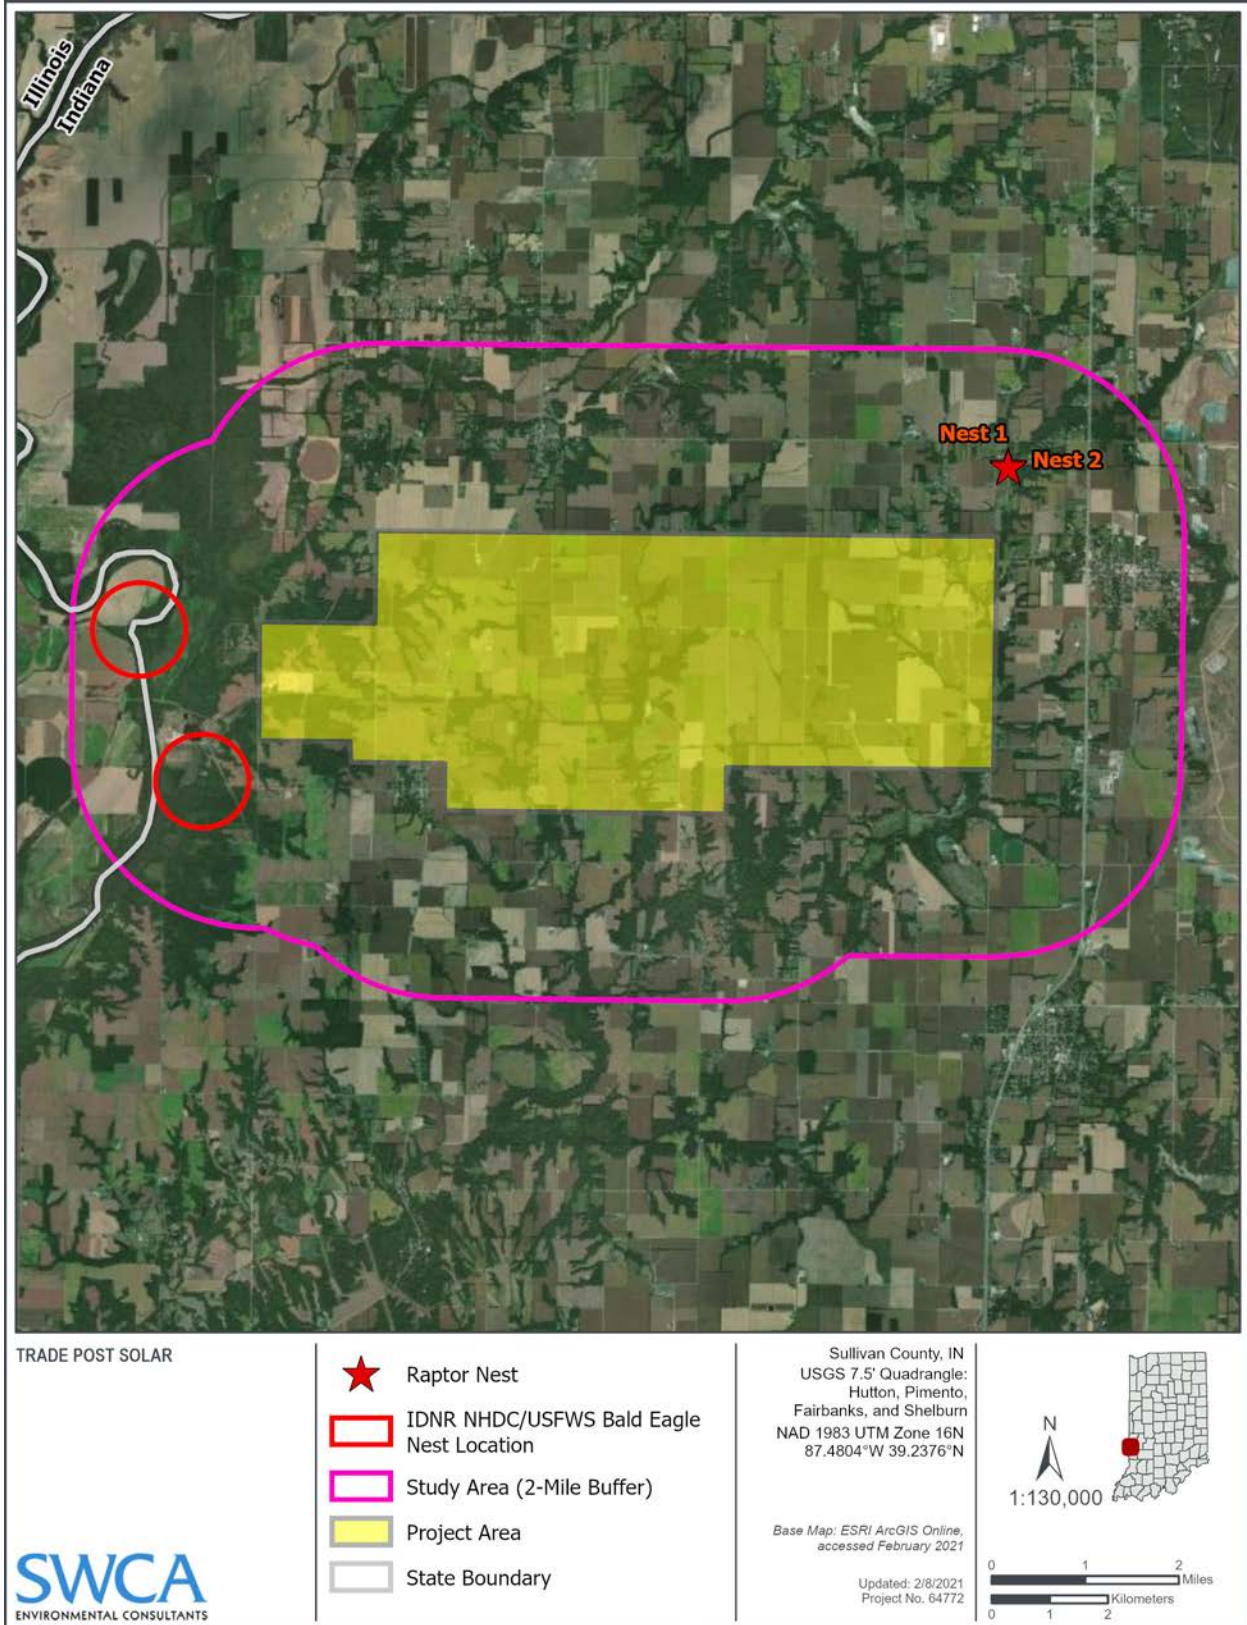 Illinois
Indiana
Nest 1
Nest 2
TRADE POST SOLAR
SWCA
ENVIRONMENTAL CONSULTANTS
Raptor Nest
IDNR NHDC/USFWS Bald Eagle
Nest Location
Study Area (2-Mile Buffer)
Project Area
State Boundary
Sullivan County, IN
USGS 7.5' Quadrangle:
Hutton, Pimento,
Fairbanks, and Shelburn
NAD 1983 UTM Zone 16N
87.4804°W 39.2376°N
Base Map: ESRI ArcGIS Online,
accessed February 2021
Updated: 2/8/2021
Project No. 64772
N
1:130,000
0 1 2
Miles
Kilometers
0 1 2